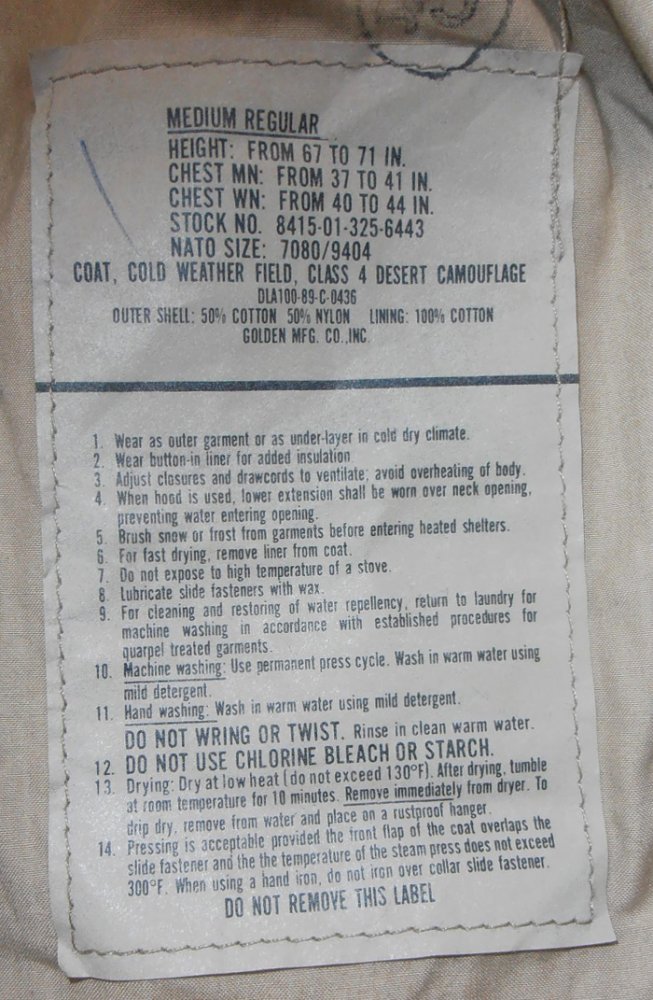 MEDIUM REGULAR
HEIGHT: FROM 67 TO 71 IN.
CHEST MN: FROM 37 TO 41 IN.
CHEST WN: FROM 40 TO 44 IN.
STOCK NO. 8415-01-325-6443
NATO SIZE: 7080/9404
COAT, COLD WEATHER FIELD, CLASS 4 DESERT CAMOUFLAGE
DLA100-89-C-0436
OUTER SHELL: 50% COTTON 50% NYLON LINING: 100% COTTON
GOLDEN MFG. CO.,INC
1. Wear as outer garment or as under-layer in cold dry climate.
2. Wear button-in liner for added insulation
3. Adjust closures and drawcords to ventilate; avoid overheating of body.
4. When hood is used, lower extension shall be worn over neck opening,
preventing water entering opening.
5. Brush snow or frost from garments before entering heated shelters.
6. For fast drying, remove liner from coat.
7. Do not expose to high temperature of a stove.
8. Lubricate slide fasteners with wax.
9. For cleaning and restoring of water repellency, return to laundry for
machine washing in accordance with established procedures for
quarpel treated garments.
10. Machine washing: Use permanent press cycle. Wash in warm water using
mild detergent.
11. Hand washing: Wash in warm water using mild detergent.
DO NOT WRING OR TWIST. Rinse in clean warm water.
12. DO NOT USE CHLORINE BLEACH OR STARCH.
13. Drying: Dry at low heat (do not exceed 130°F). After drying, tumble
at room temperature for 10 minutes. Remove immediately from dryer. To
drip dry, remove from water and place on a rustproof hanger.
14. Pressing is acceptable provided the front flap of the coat overlaps the
slide fastener and the the temperature of the steam press does not exceed
300°F. When using a hand iron, do not iron over collar slide fastener.
DO NOT REMOVE THIS LABEL